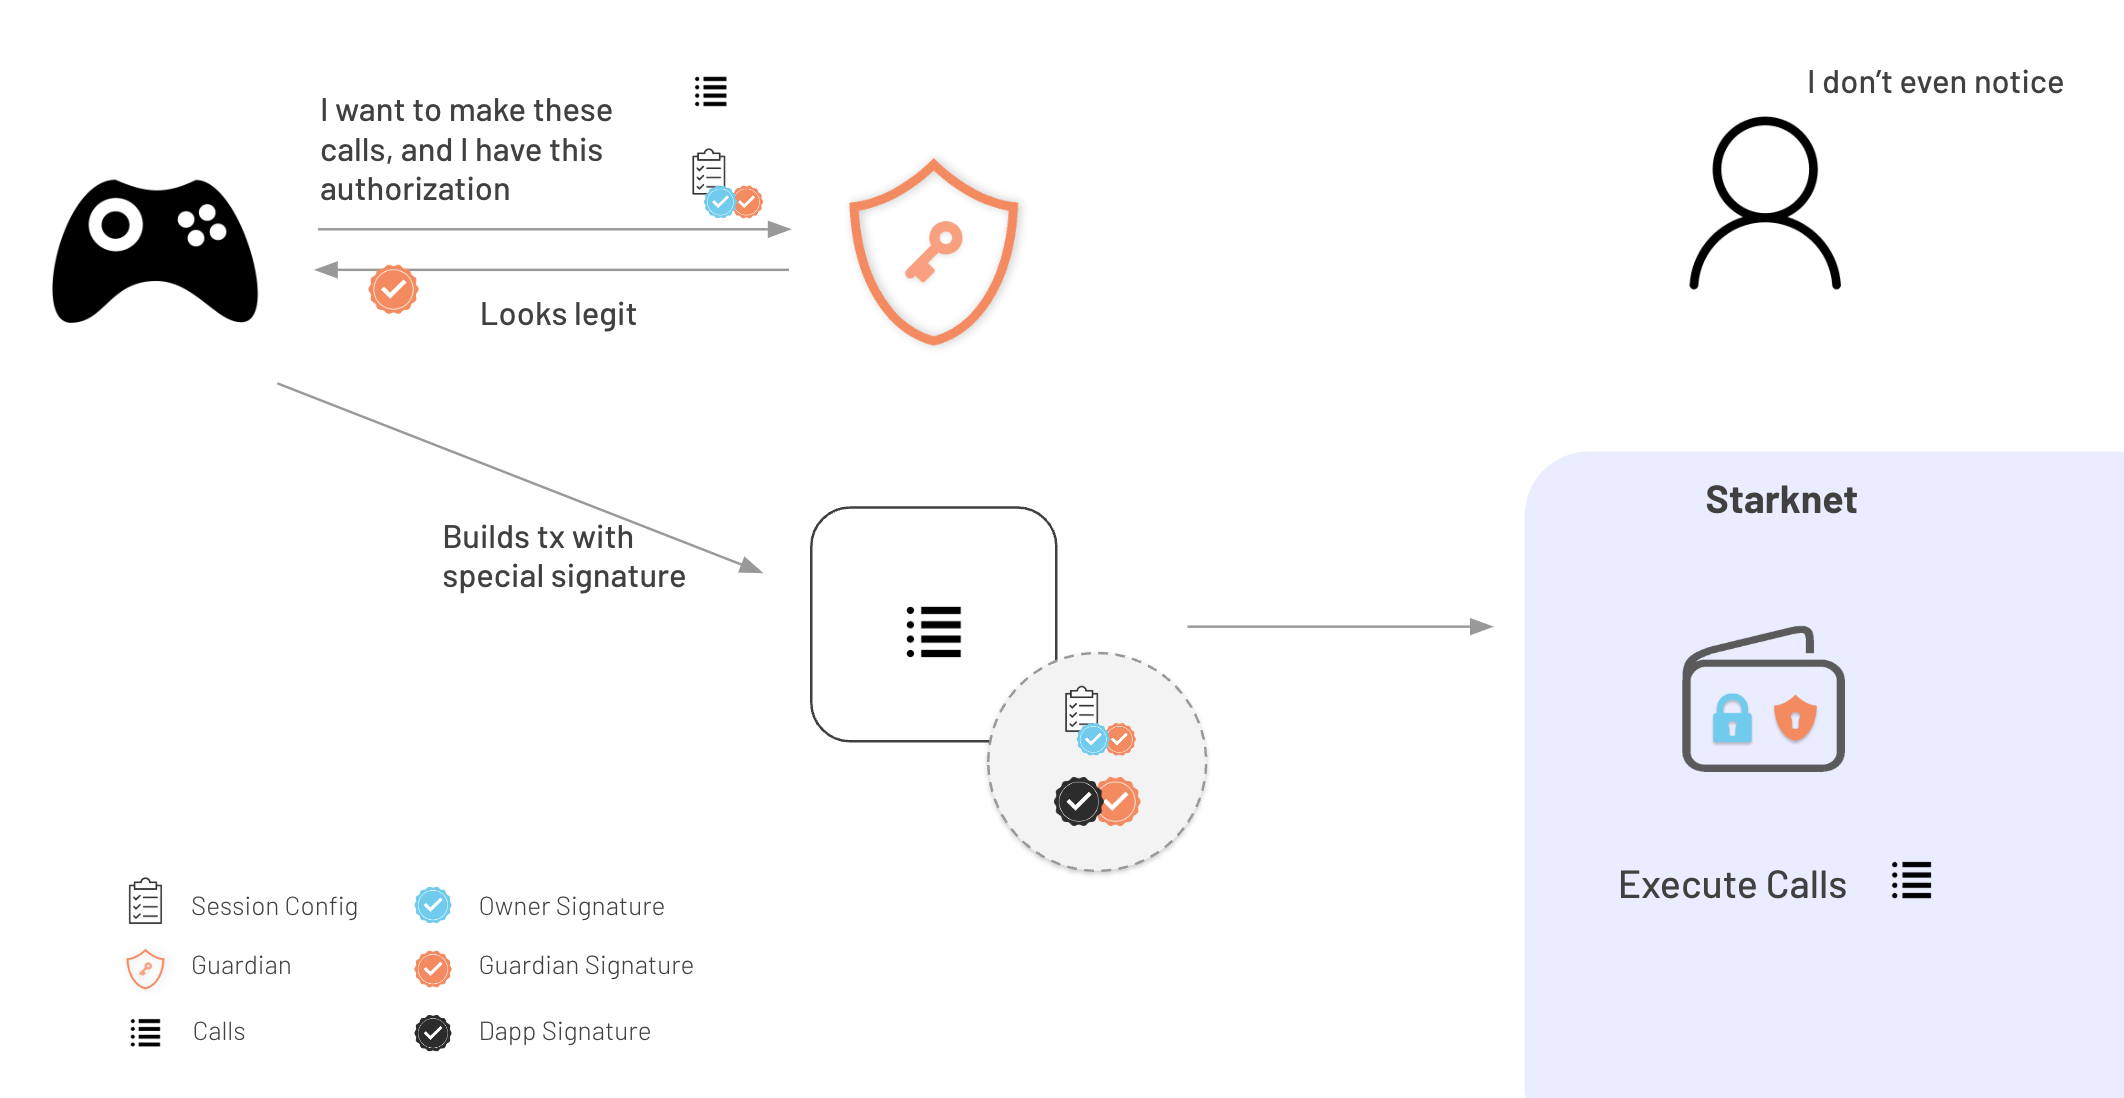 I want to make these
calls, and I have this
authorization
I don’t even notice
Looks legit
Builds tx with
special signature
Starknet
Execute Calls
Session Config
Owner Signature
Guardian
Guardian Signature
Calls
Dapp Signature